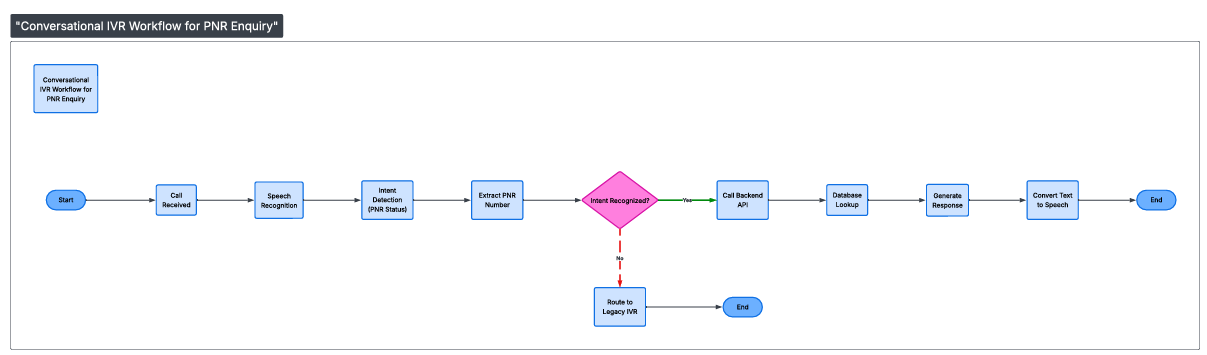 "Conversational IVR Workflow for PNR Enquiry"
Conversational
IVR Workflow for
PNR Enquiry
Start
Call
Received
Speech
Recognition
Intent
Detection
(PNR Status)
Extract PNR
Number
Intent Recognized?
Yes
Call Backend
API
Database
Lookup
Generate
Response
Convert Text
to Speech
End
No
Route to
Legacy IVR
End